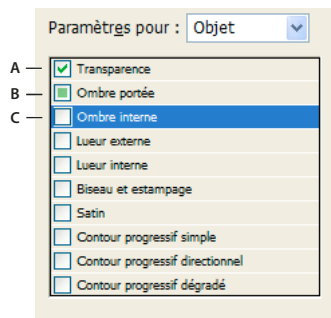 Paramètres pour : Objet
A Transparence
B Ombre portée
C Ombre interne
Lueur externe
Lueur interne
Biseau et estampage
Satin
Contour progressif simple
Contour progressif directionnel
Contour progressif dégradé